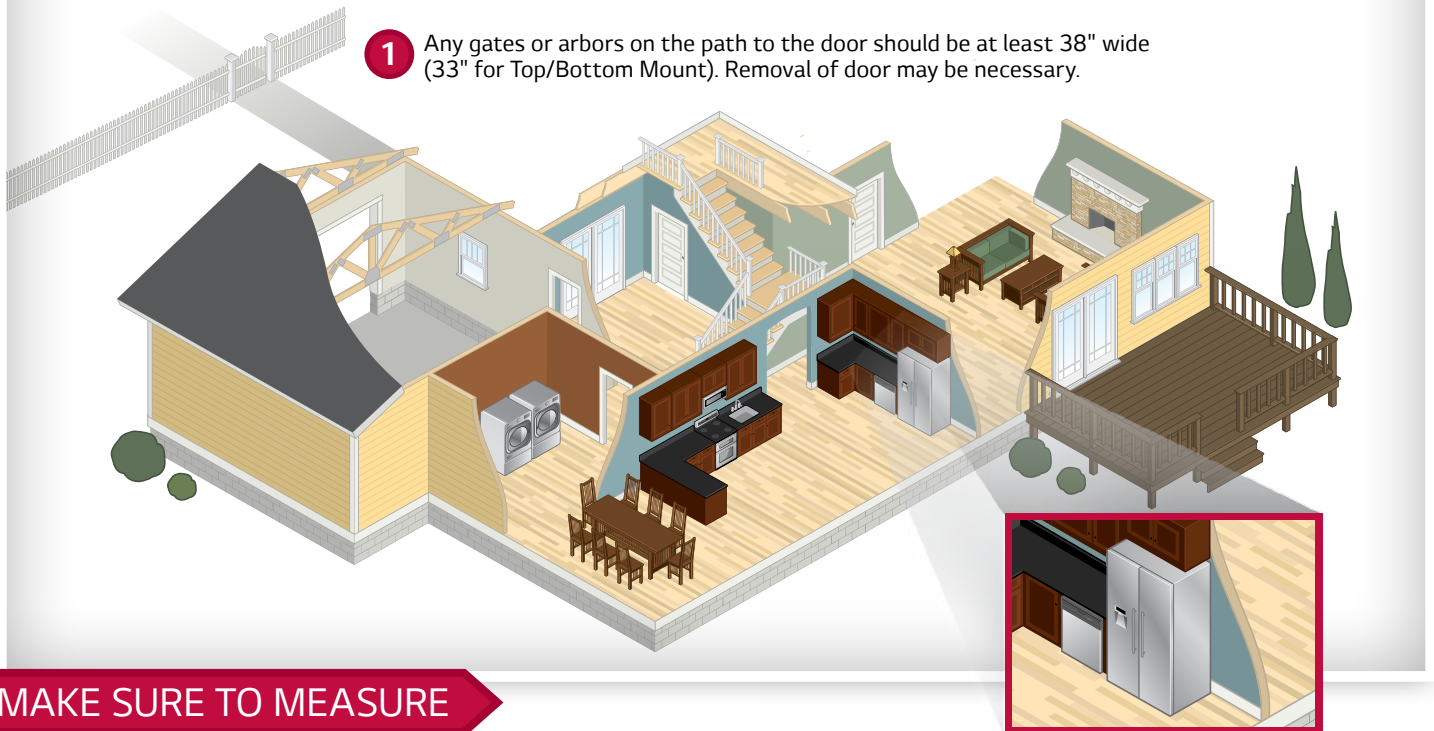 1
Any gates or arbors on the path to the door should be at least 38" wide
(33" for Top/Bottom Mount). Removal of door may be necessary.
MAKE SURE TO MEASURE